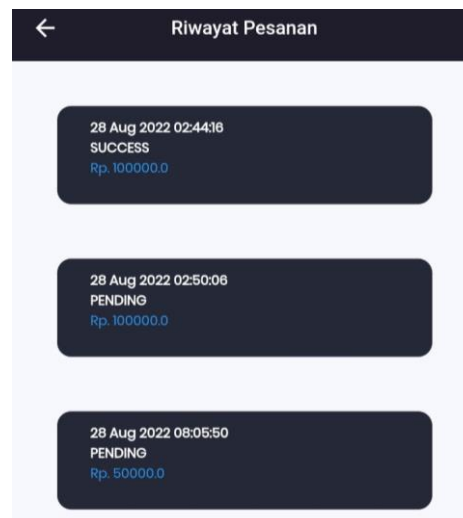 Riwayat Pesanan
28 Aug 2022 02:44:16
SUCCESS
Rp. 100000.0
28 Aug 2022 02:50:06
PENDING
Rp. 100000.0
28 Aug 2022 08:05:50
PENDING
Rp. 50000.0